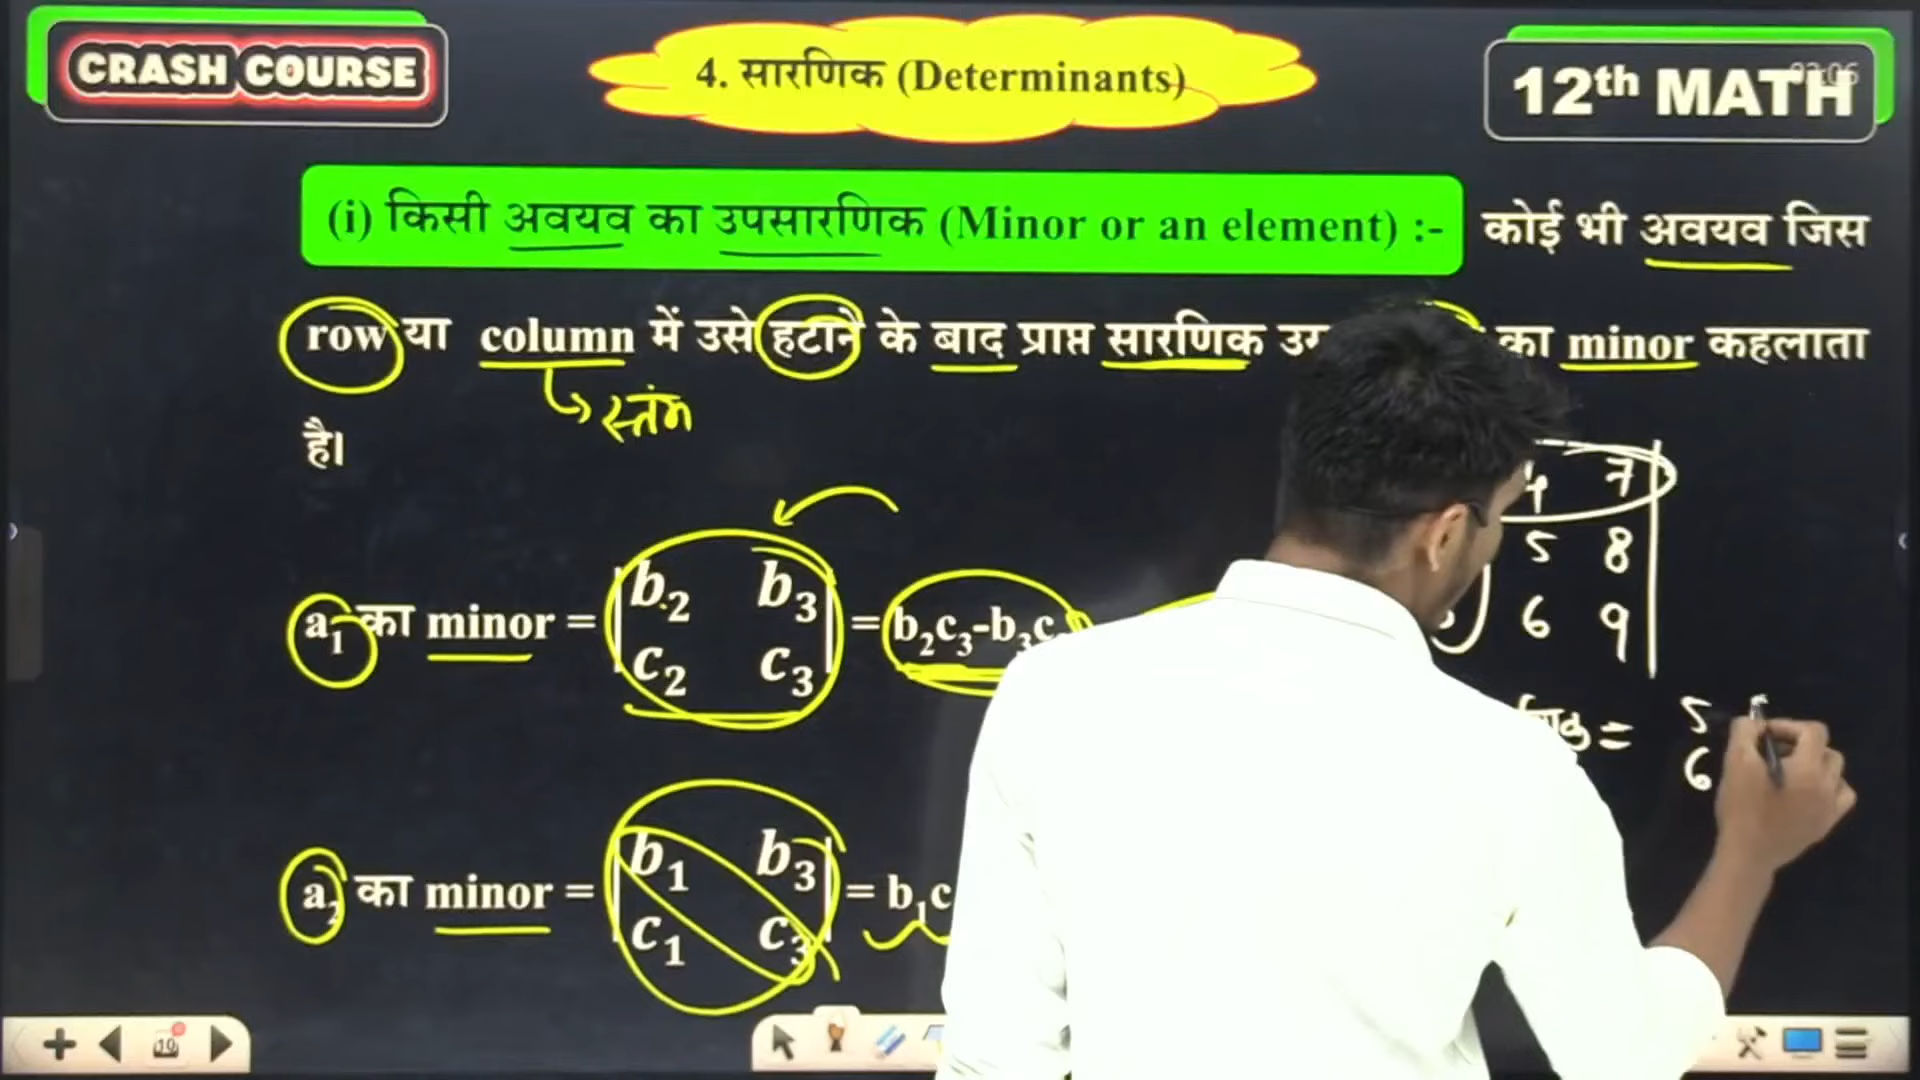 CRASH COURSE
4. सारणिक (Determinants)
12th MATH
(i) किसी अवयव का उपसारणिक (Minor or an element) :- कोई भी अवयव जिस
row या column में उसे हटाने के बाद प्राप्त सारणिक का minor कहलाता
स्तंभ
है।
4 7
5 8
6 9
a1 का minor = b2 b3 = b2c3-b3c
c2 c3
= 5
6
a2 का minor = b1 b3 = b1c
c1 c3
19